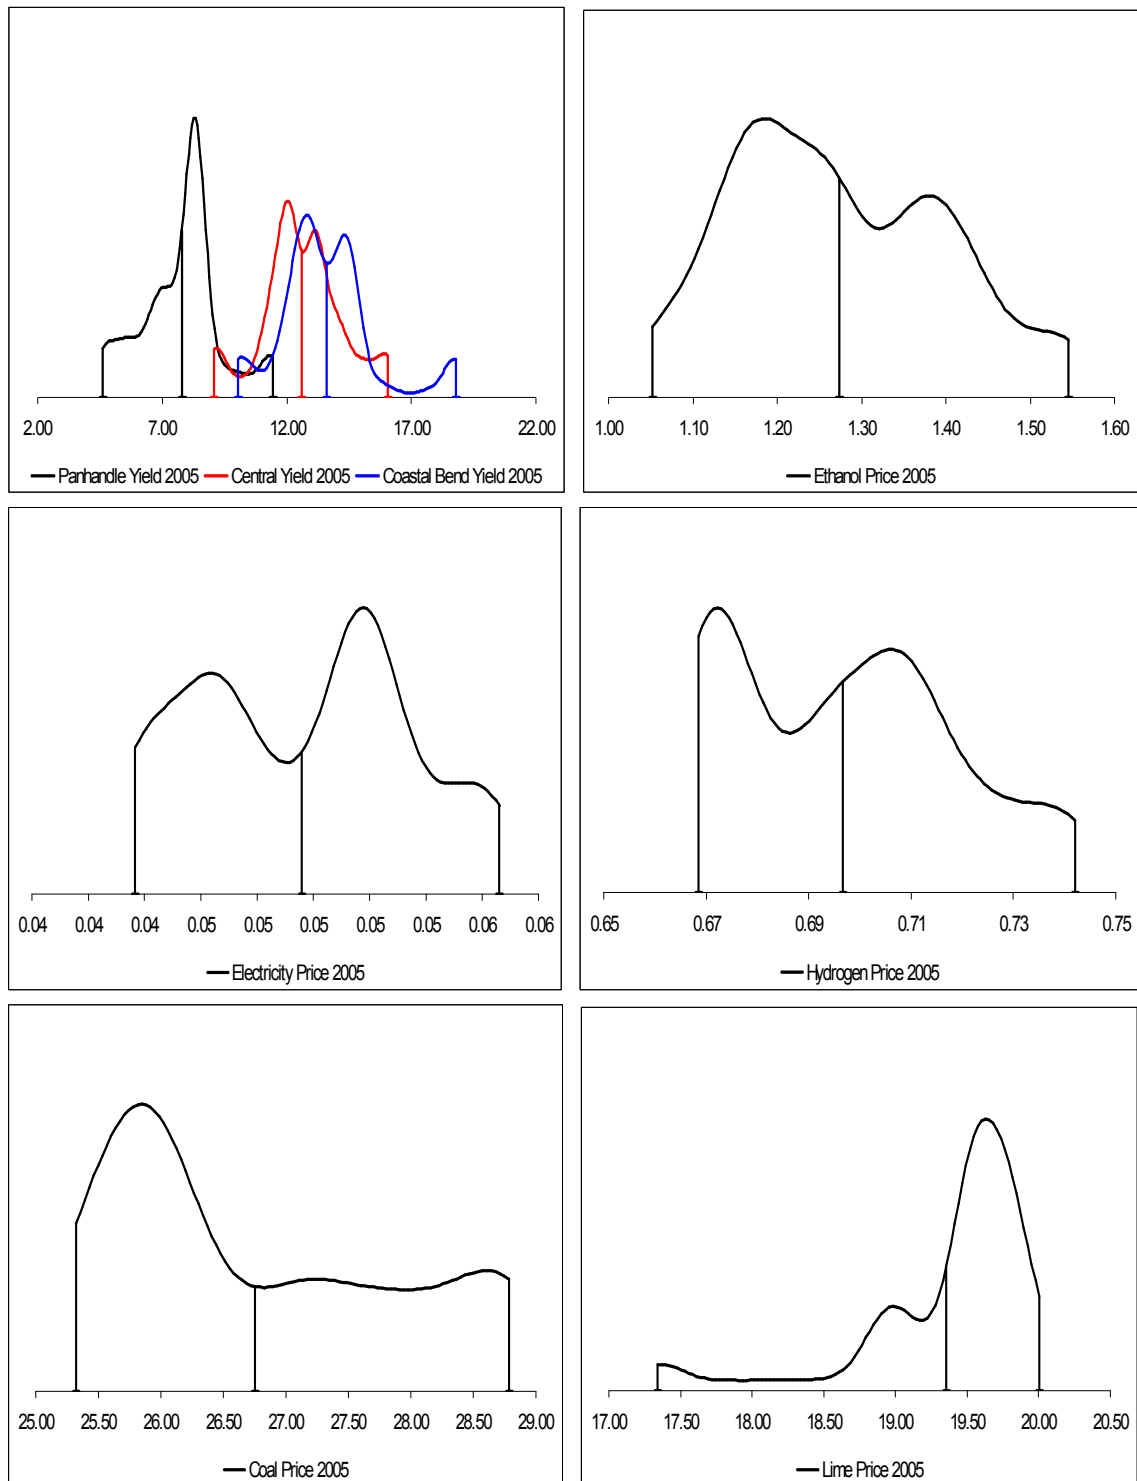 2.00 7.00 12.00 17.00 22.00
Panhandle Yield 2005 Central Yield 2005 Coastal Bend Yield 2005
1.00 1.10 1.20 1.30 1.40 1.50 1.60
Ethanol Price 2005
0.04 0.04 0.04 0.05 0.05 0.05 0.05 0.05 0.06 0.06
Electricity Price 2005
0.65 0.67 0.69 0.71 0.73 0.75
Hydrogen Price 2005
25.00 25.50 26.00 26.50 27.00 27.50 28.00 28.50 29.00
Coal Price 2005
17.00 17.50 18.00 18.50 19.00 19.50 20.00 20.50
Lime Price 2005